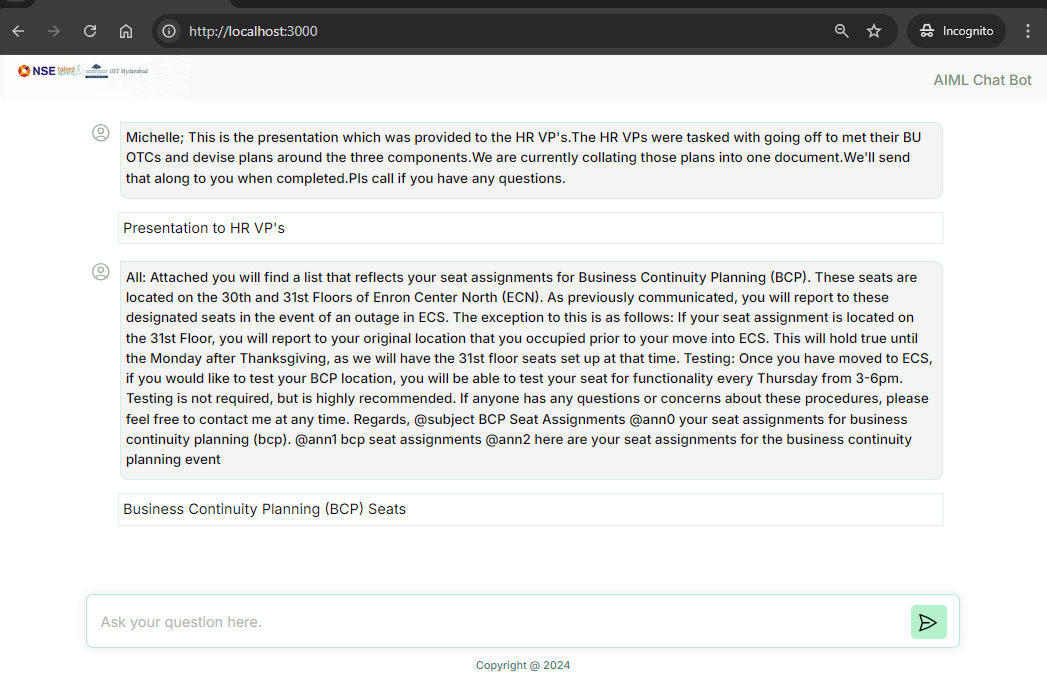 http://localhost:3000
Incognito
NSE talent
IIIT Hyderabad
AIML Chat Bot
Michelle; This is the presentation which was provided to the HR VP's.The HR VPs were tasked with going off to met their BU
OTCs and devise plans around the three components.We are currently collating those plans into one document.We'll send
that along to you when completed.Pls call if you have any questions.
Presentation to HR VP's
All: Attached you will find a list that reflects your seat assignments for Business Continuity Planning (BCP). These seats are
located on the 30th and 31st Floors of Enron Center North (ECN). As previously communicated, you will report to these
designated seats in the event of an outage in ECS. The exception to this is as follows: If your seat assignment is located on
the 31st Floor, you will report to your original location that you occupied prior to your move into ECS. This will hold true until
the Monday after Thanksgiving, as we will have the 31st floor seats set up at that time. Testing: Once you have moved to ECS,
if you would like to test your BCP location, you will be able to test your seat for functionality every Thursday from 3-6pm.
Testing is not required, but is highly recommended. If anyone has any questions or concerns about these procedures, please
feel free to contact me at any time. Regards, @subject BCP Seat Assignments @ann0 your seat assignments for business
continuity planning (bcp). @ann1 bcp seat assignments @ann2 here are your seat assignments for the business continuity
planning event
Business Continuity Planning (BCP) Seats
Ask your question here.
Copyright @ 2024